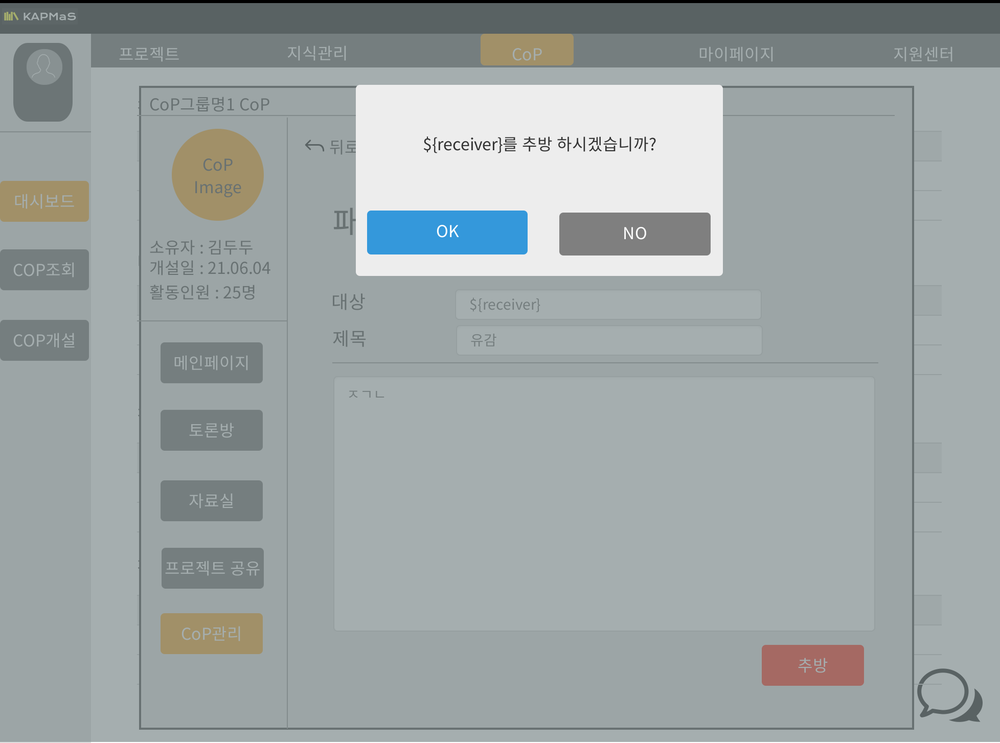 KAPMaS
프로젝트
지식관리
CoP
마이페이지
지원센터
대시보드
COP조회
COP개설
CoP그룹명1 CoP
CoP
Image
소유자 : 김두두
개설일 : 21.06.04
활동인원 : 25명
메인페이지
토론방
자료실
프로젝트 공유
CoP관리
뒤로
${receiver}를 추방 하시겠습니까?
OK
NO
대상
${receiver}
제목
유감
ㅈㄱㄴ
추방